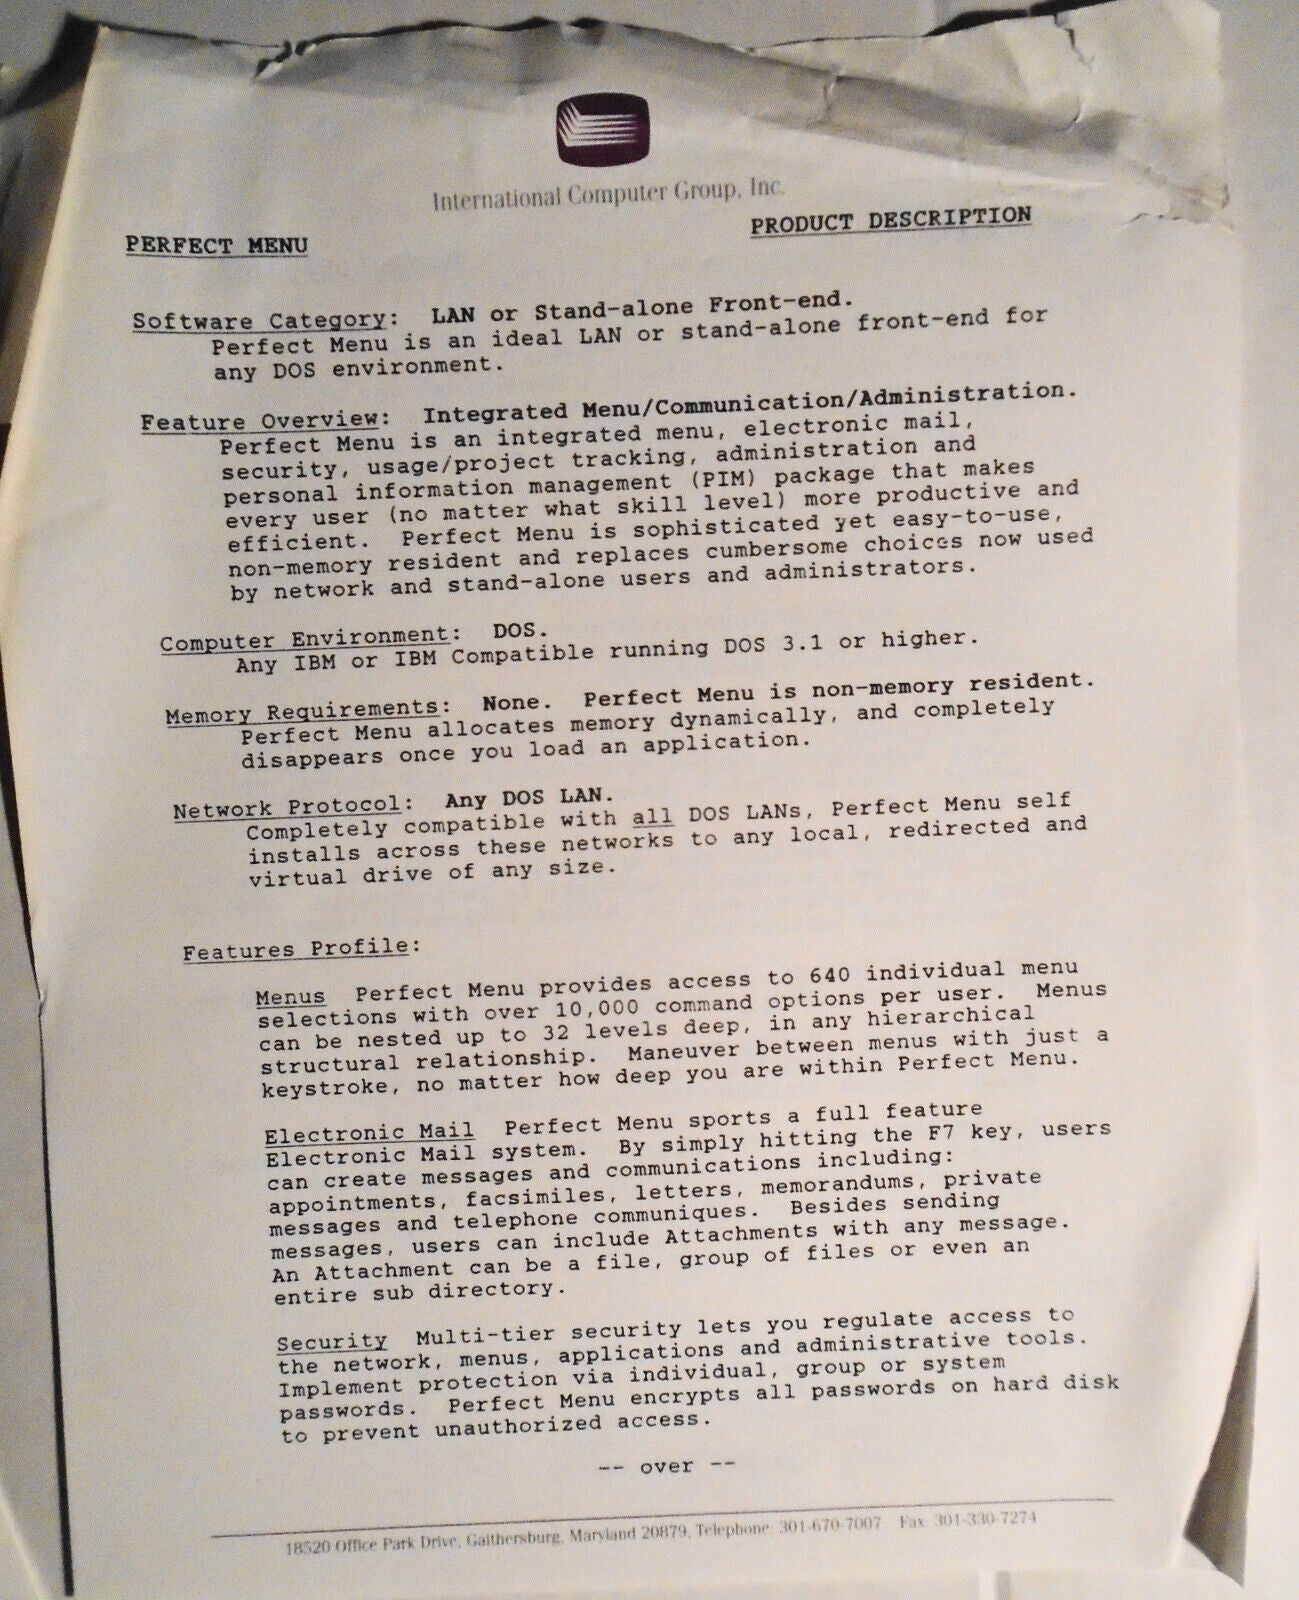 International Computer Group, Inc.
PRODUCT DESCRIPTION
PERFECT MENU
Software Category: LAN or Stand-alone Front-end.
Perfect Menu is an ideal LAN or stand-alone front-end for
any DOS environment.
Feature Overview: Integrated Menu/Communication/Administration.
Perfect Menu is an integrated menu, electronic mail,
security, usage/project tracking, administration and
personal information management (PIM) package that makes
every user (no matter what skill level) more productive and
efficient. Perfect Menu is sophisticated yet easy-to-use,
non-memory resident and replaces cumbersome choices now used
by network and stand-alone users and administrators.
Computer Environment: DOS.
Any IBM or IBM Compatible running DOS 3.1 or higher.
Memory Requirements: None. Perfect Menu is non-memory resident.
Perfect Menu allocates memory dynamically, and completely
disappears once you load an application.
Network Protocol: Any DOS LAN.
Completely compatible with all DOS LANs, Perfect Menu self
installs across these networks to any local, redirected and
virtual drive of any size.
Features Profile:
Menus Perfect Menu provides access to 640 individual menu
selections with over 10,000 command options per user. Menus
can be nested up to 32 levels deep, in any hierarchical
structural relationship. Maneuver between menus with just a
keystroke, no matter how deep you are within Perfect Menu.
Electronic Mail Perfect Menu sports a full feature
Electronic Mail system. By simply hitting the F7 key, users
can create messages and communications including:
appointments, facsimiles, letters, memorandums, private
messages and telephone communiques. Besides sending
messages, users can include Attachments with any message.
An Attachment can be a file, group of files or even an
entire sub directory.
Security Multi-tier security lets you regulate access to
the network, menus, applications and administrative tools.
Implement protection via individual, group or system
passwords. Perfect Menu encrypts all passwords on hard disk
to prevent unauthorized access.
-- over --
18520 Office Park Drive, Gaithersburg, Maryland 20879, Telephone: 301-670-7007 Fax 301-330-7274